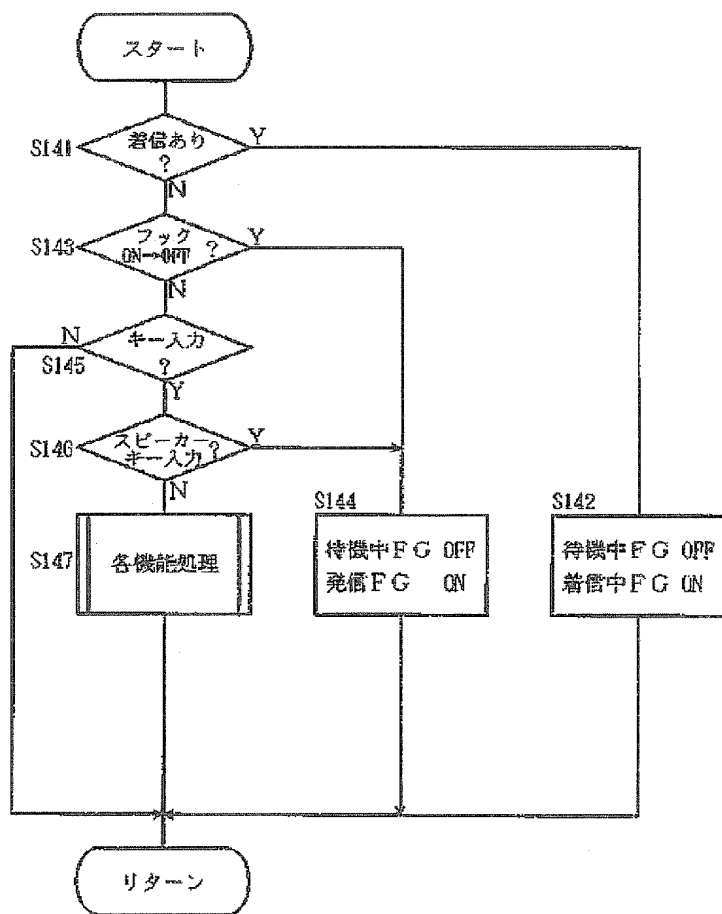 スタート
S141
着信あり
?
Y
N
S143
フック
ON→OFF ?
Y
N
N
S145
キー入力
?
Y
S146
スピーカー
キー入力?
Y
N
S147
各機能処理
S144
待機中FG OFF
発信FG ON
S142
待機中FG OFF
着信中FG ON
リターン